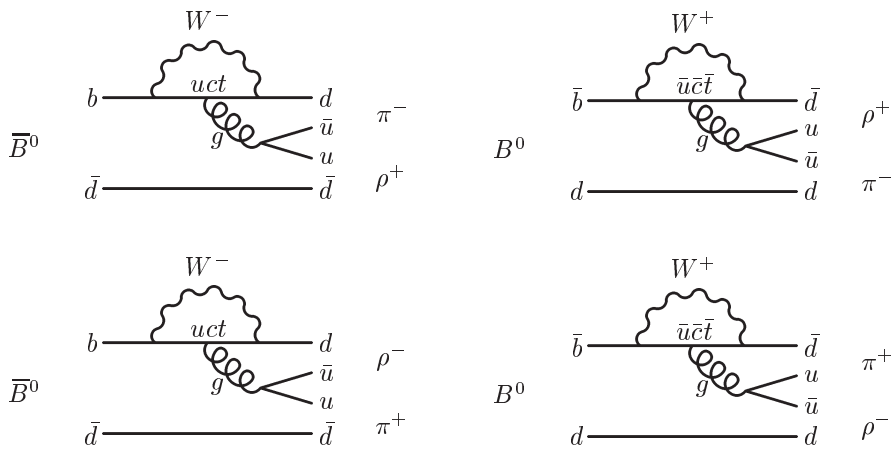 W⁻
b uct d
ū π⁻
B̅⁰ g u
d̄ d̄ ρ⁺
W⁺
b̄ ūc̄t̄ d̄
u ρ⁺
B⁰ g ū
d d π⁻
W⁻
b uct d
ū ρ⁻
B̅⁰ g u
d̄ d̄ π⁺
W⁺
b̄ ūc̄t̄ d̄
u π⁺
B⁰ g ū
d d ρ⁻